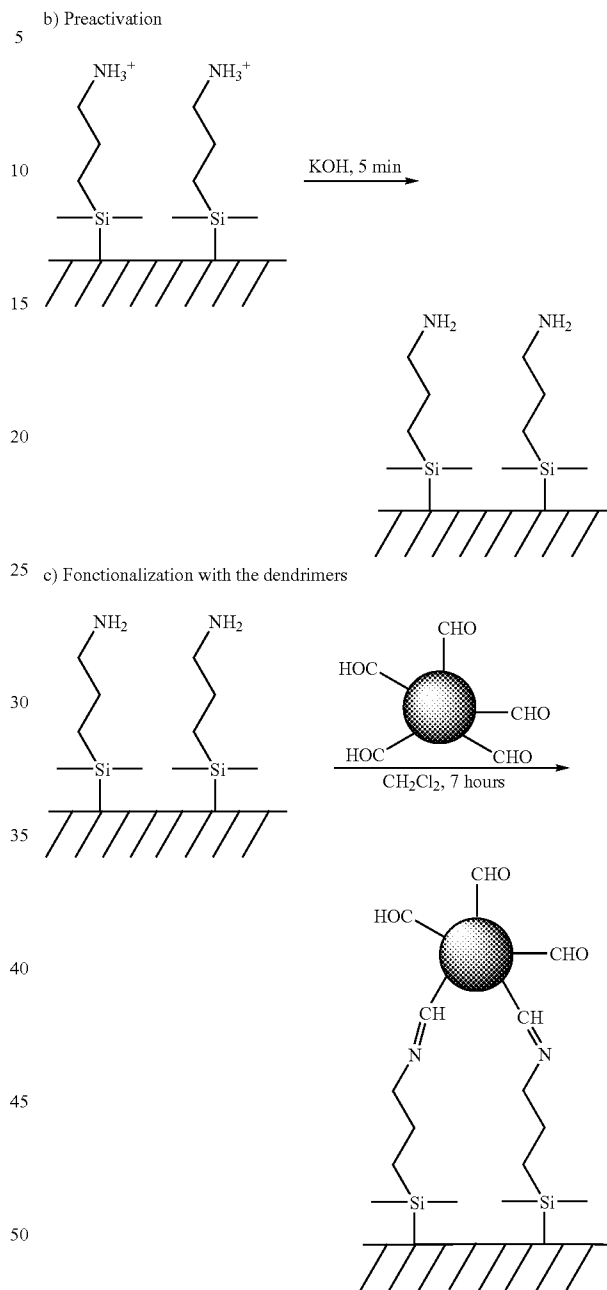 5
b) Preactivation
NH3+ NH3+
10
KOH, 5 min
Si Si
15
NH2 NH2
20
Si Si
25
c) Fonctionalization with the dendrimers
NH2 NH2
CHO
HOC
30
CHO
HOC CHO
Si Si
CH2Cl2, 7 hours
35
CHO
HOC
CHO
40
CH CH
N N
45
Si Si
50